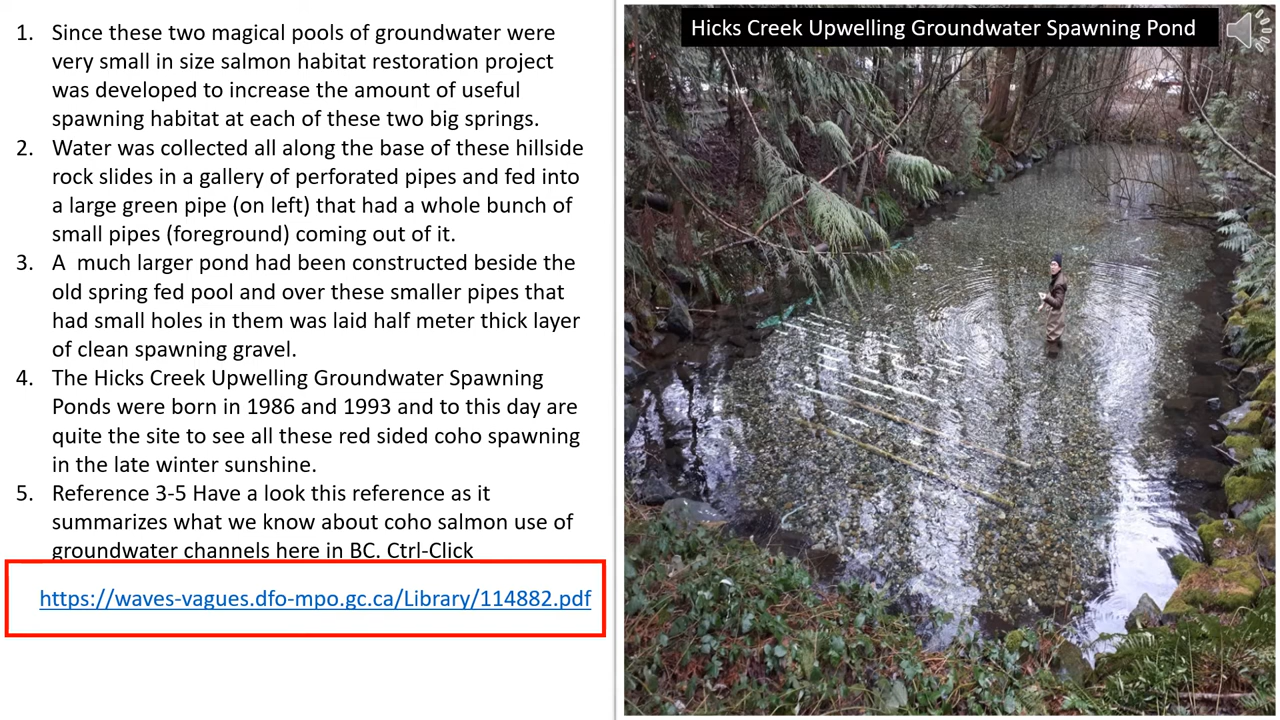 1. Since these two magical pools of groundwater were
very small in size salmon habitat restoration project
was developed to increase the amount of useful
spawning habitat at each of these two big springs.
2. Water was collected all along the base of these hillside
rock slides in a gallery of perforated pipes and fed into
a large green pipe (on left) that had a whole bunch of
small pipes (foreground) coming out of it.
3. A  much larger pond had been constructed beside the
old spring fed pool and over these smaller pipes that
had small holes in them was laid half meter thick layer
of clean spawning gravel.
4. The Hicks Creek Upwelling Groundwater Spawning
Ponds were born in 1986 and 1993 and to this day are
quite the site to see all these red sided coho spawning
in the late winter sunshine.
5. Reference 3-5 Have a look this reference as it
summarizes what we know about coho salmon use of
groundwater channels here in BC. Ctrl-Click
https://waves-vagues.dfo-mpo.gc.ca/Library/114882.pdf
Hicks Creek Upwelling Groundwater Spawning Pond